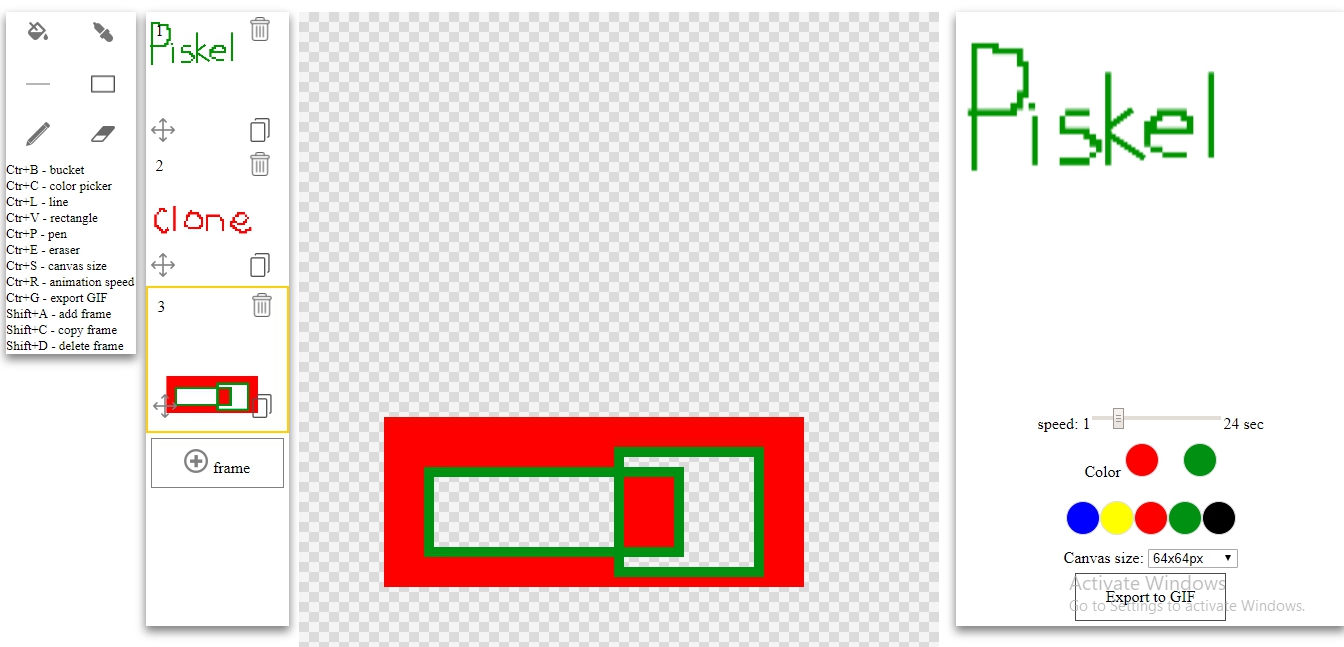 Ctr+B - bucket
Ctr+C - color picker
Ctr+L - line
Ctr+V - rectangle
Ctr+P - pen
Ctr+E - eraser
Ctr+S - canvas size
Ctr+R - animation speed
Ctr+G - export GIF
Shift+A - add frame
Shift+C - copy frame
Shift+D - delete frame
1
Piskel
2
Clone
3
frame
Piskel
speed: 1 24 sec
Color
Canvas size: 64x64px
Activate Windows
Export to GIF
Go to Settings to activate Windows.